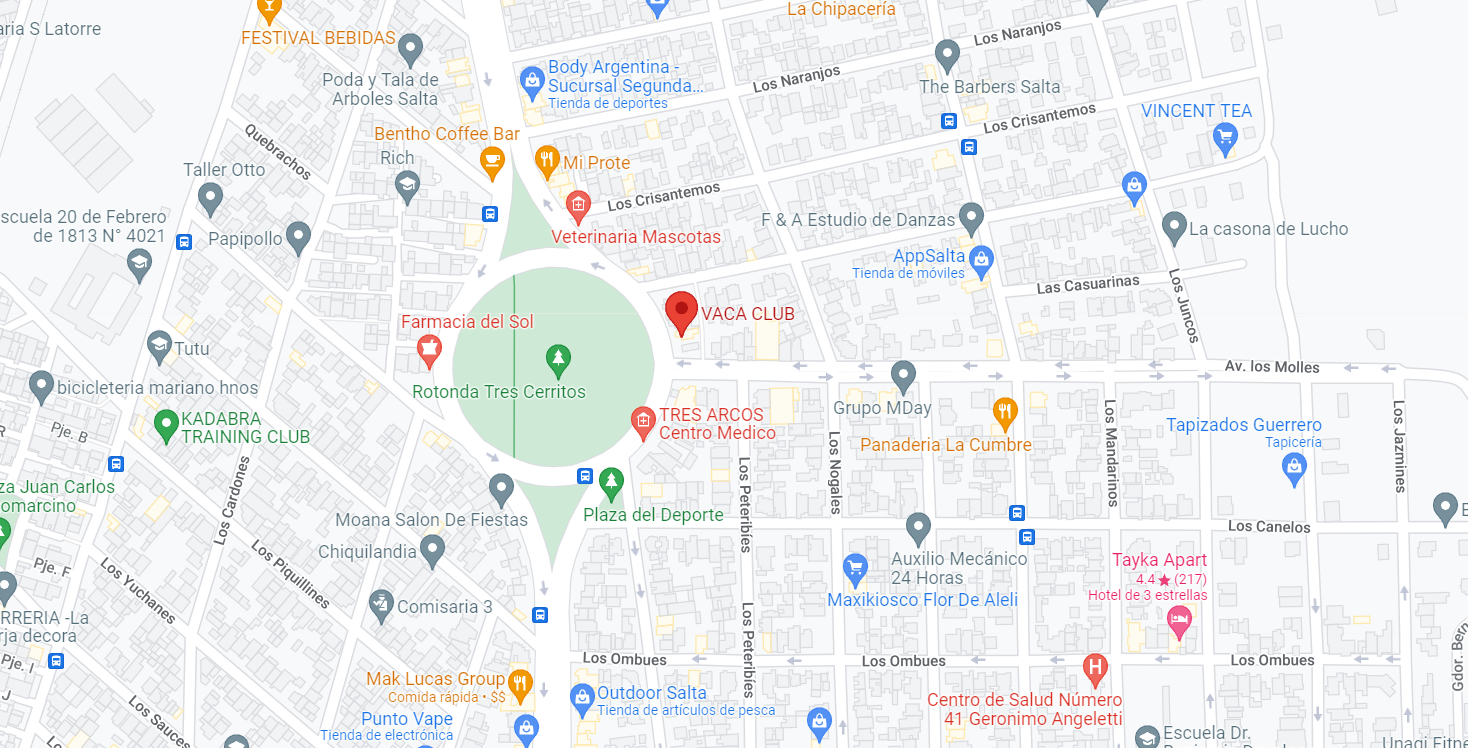 aria S Latorre
FESTIVAL BEBIDAS
La Chipacería
Los Naranjos
Los Naranjos
Poda y Tala de
Arboles Salta
Body Argentina -
Sucursal Segunda...
Tienda de deportes
The Barbers Salta
Los Crisantemos
VINCENT TEA
Quebrachos
Bentho Coffee Bar
Rich
Mi Prote
Taller Otto
Los Crisantemos
scuela 20 de Febrero
de 1813 N° 4021
Papipollo
Veterinaria Mascotas
F & A Estudio de Danzas
La casona de Lucho
AppSalta
Tienda de móviles
Las Casuarinas
Los Juncos
VACA CLUB
Farmacia del Sol
Tutu
Rotonda Tres Cerritos
Av. los Molles
bicicleteria mariano hnos
KADABRA
TRAINING CLUB
Pje. B
TRES ARCOS
Centro Medico
Grupo MDay
Panaderia La Cumbre
Tapizados Guerrero
Tapicería
Los Jazmines
Los Mandarinos
Los Nogales
Los Peteribíes
Los Cardones
za Juan Carlos
omarcino
Moana Salon De Fiestas
Plaza del Deporte
Los Canelos
Chiquilandia
Auxilio Mecánico
24 Horas
Maxikiosco Flor De Aleli
Tayka Apart
4.4 ★ (217)
Hotel de 3 estrellas
Pje. F
Los Yuchanes
Los Piquillines
Comisaria 3
RRERIA -La
rja decora
Pje. I
Los Peteribíes
Los Ombues
Los Ombues
Los Ombues
Gdor. Bern
Mak Lucas Group
Comida rápida • $$
Outdoor Salta
Tienda de artículos de pesca
Centro de Salud Número
41 Geronimo Angeletti
Los Sauces
Punto Vape
Tienda de electrónica
Escuela Dr.
Unagi Fitne